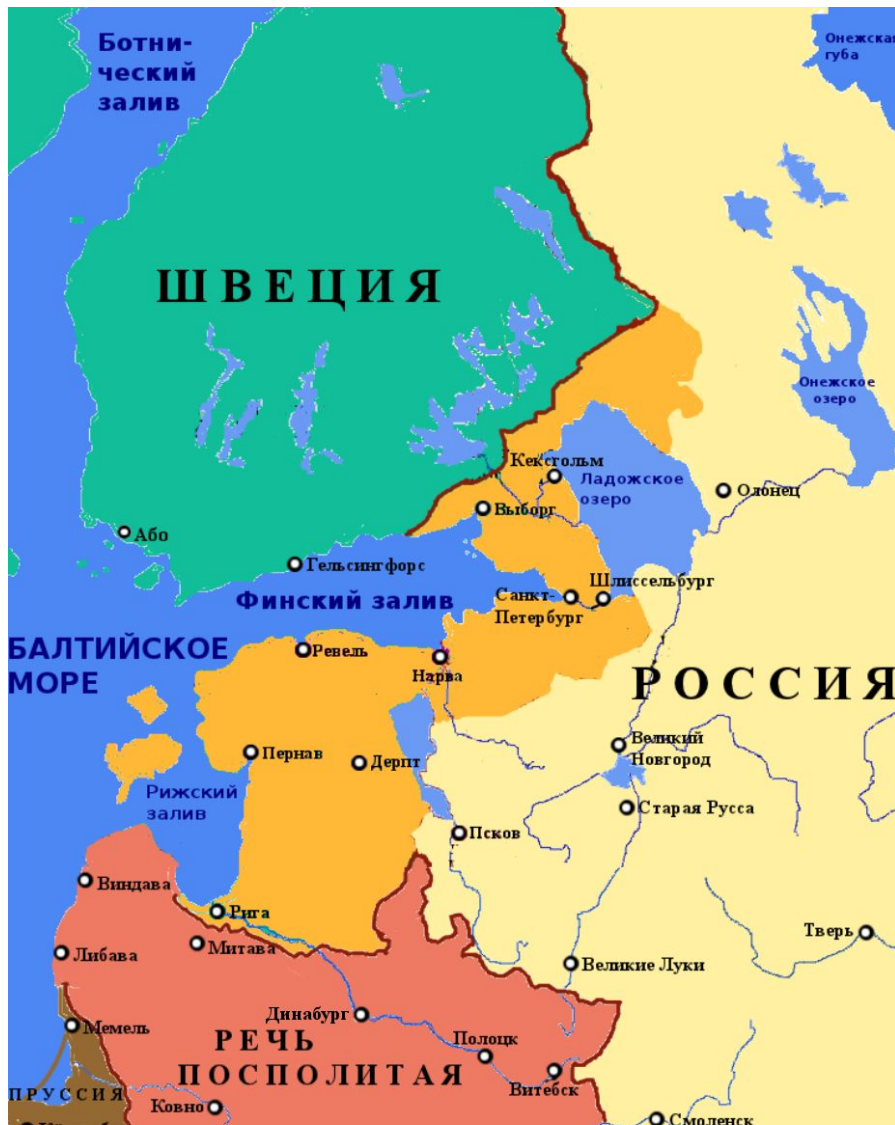 Ботни-
ческий
залив
Онежская
губа
ШВЕЦИЯ
Онежское
озеро
Кексгольм
Ладожское
озеро
Олонец
Выборг
Або
Гельсингфорс
Шлиссельбург
Санкт-
Петербург
Финский залив
БАЛТИЙСКОЕ
МОРЕ
Ревель
Нарва
РОССИЯ
Великий
Новгород
Пернав
Дерпт
Рижский
залив
Старая Русса
Псков
Виндава
Рига
Тверь
Митава
Либава
Великие Луки
Динабург
Мемель
РЕЧЬ
ПОСПОЛИТАЯ
Полоцк
Витебск
ПРУССИЯ
Ковно
Смоленск